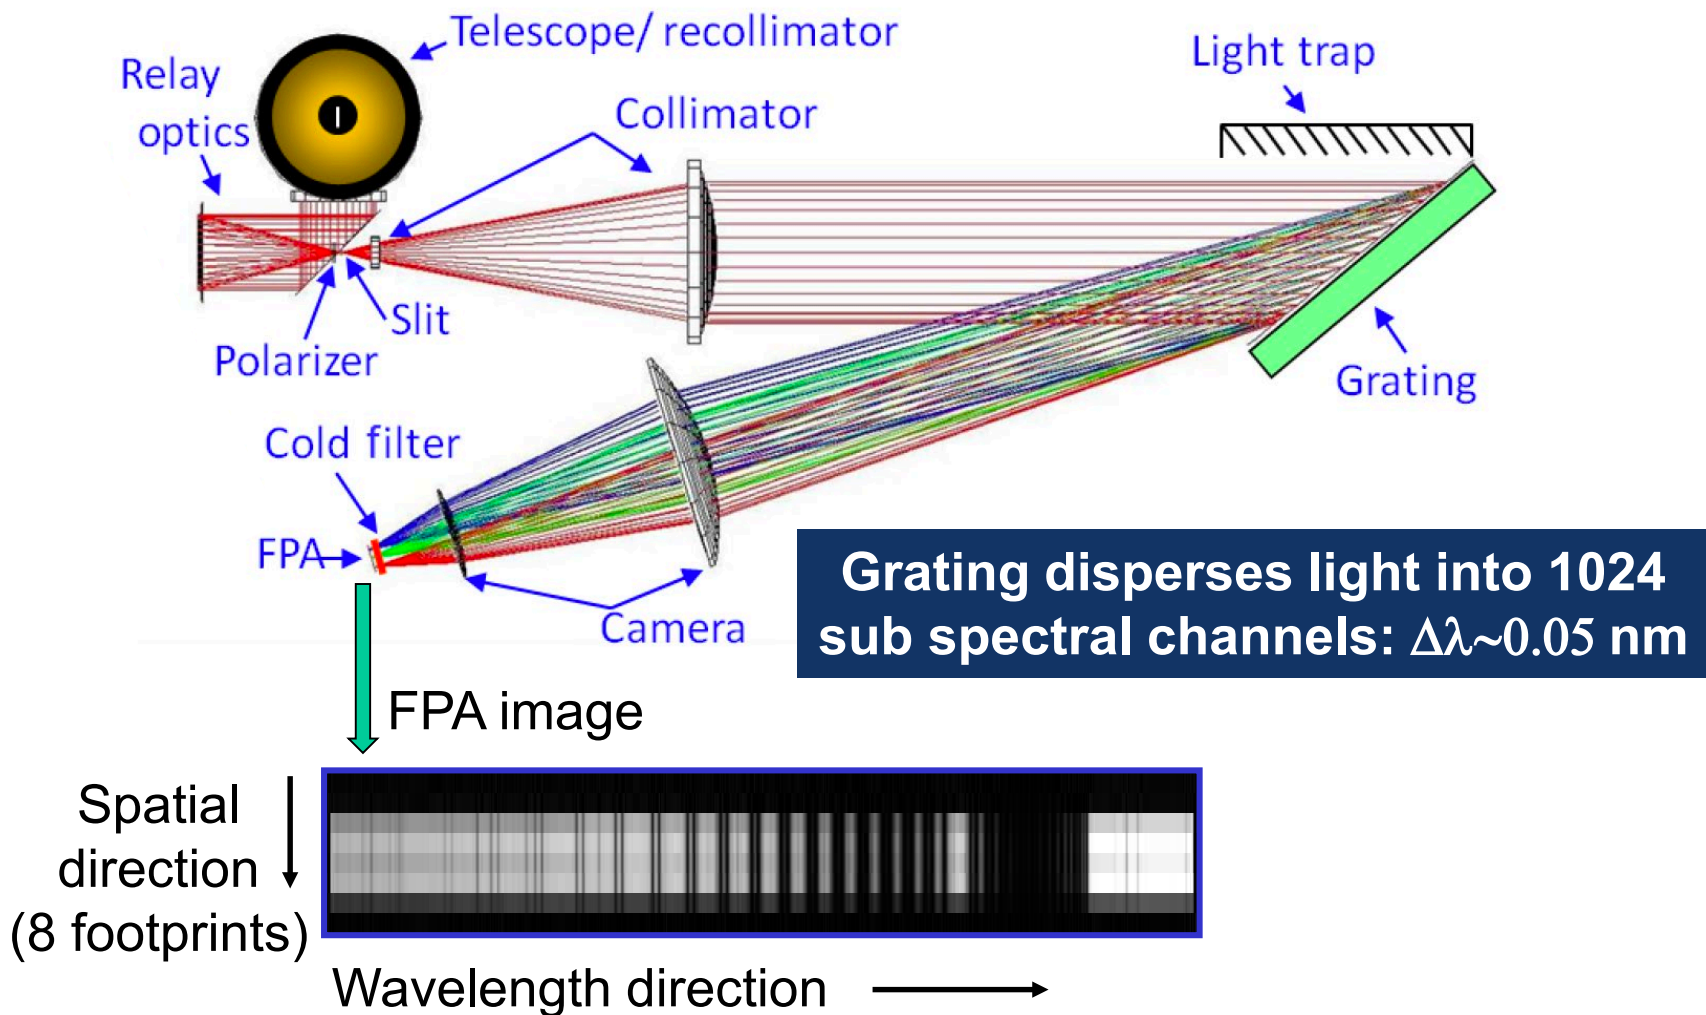 Telescope/ recollimator
Relay
optics
Collimator
Light trap
Slit
Polarizer
Grating
Cold filter
FPA
Camera
Grating disperses light into 1024
sub spectral channels: Δλ~0.05 nm
FPA image
Spatial
direction
(8 footprints)
Wavelength direction